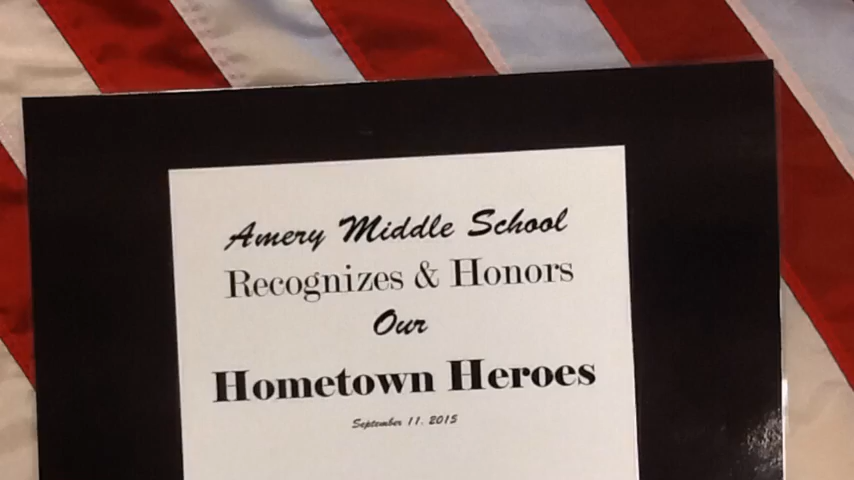 Amery Middle School
Recognizes & Honors
Our
Hometown Heroes
September 11, 2015